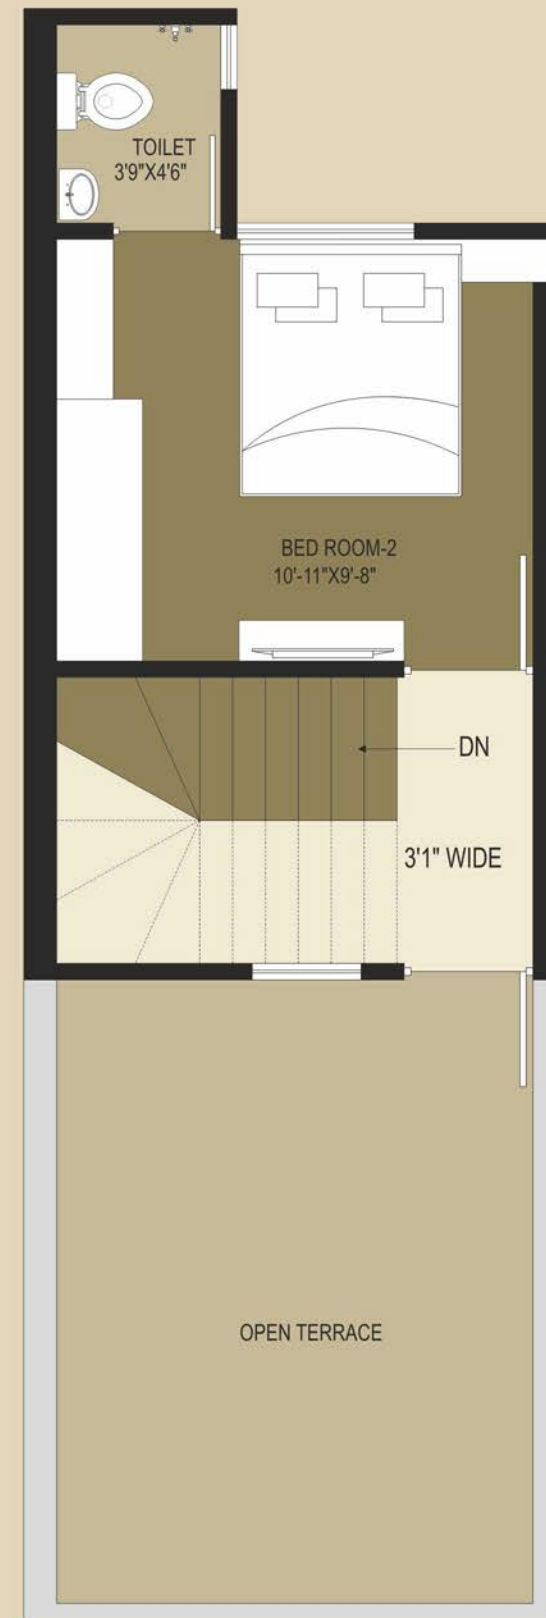 TOILET
3'9"X4'6"
BED ROOM-2
10'-11"X9'-8"
DN
3'1" WIDE
OPEN TERRACE